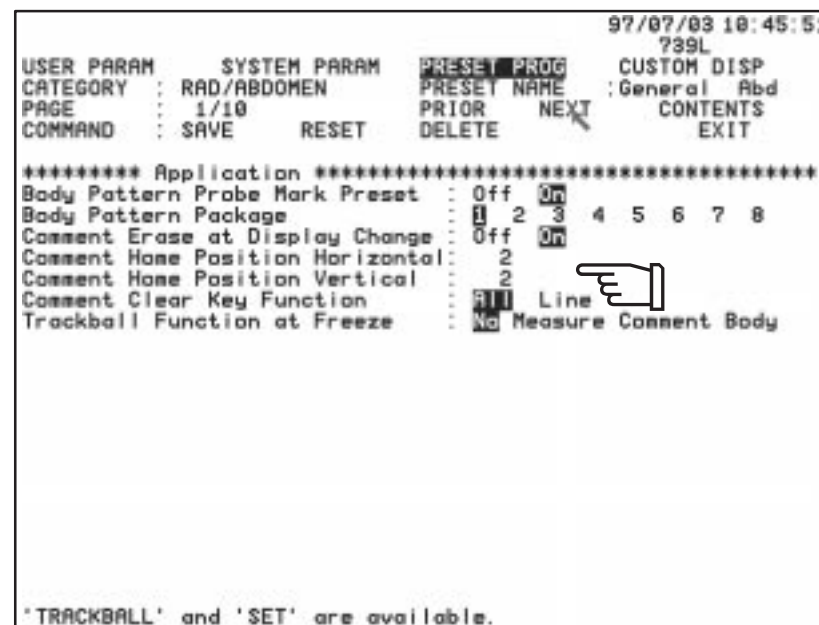 97/07/03 10:45:5
739L
USER PARAM SYSTEM PARAM PRESET PROG CUSTOM DISP
CATEGORY : RAD/ABDOMEN PRESET NAME :General Abd
PAGE : 1/10 PRIOR NEXT CONTENTS
COMMAND : SAVE RESET DELETE EXIT
********* Application **********************************
Body Pattern Probe Mark Preset : Off On
Body Pattern Package : 1 2 3 4 5 6 7 8
Comment Erase at Display Change : Off On
Comment Home Position Horizontal: 2
Comment Home Position Vertical : 2
Comment Clear Key Function : All Line
Trackball Function at Freeze : No Measure Comment Body
'TRACKBALL' and 'SET' are available.